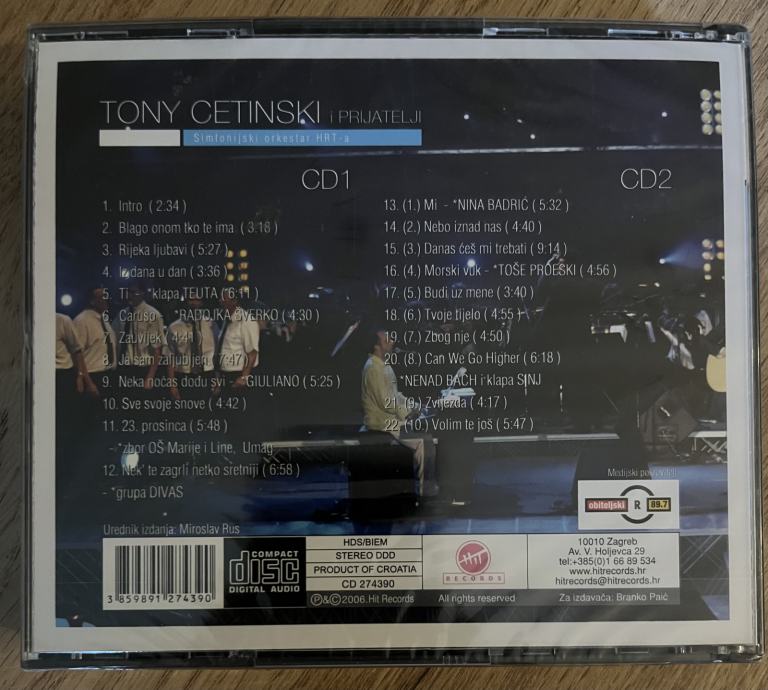 TONY CETINSKI i PRIJATELJI
Simfonijski orkestar HRT-a
CD1
1. Intro ( 2:34 )
2. Blago onom tko te ima ( 3:16 )
3. Rijeka ljubavi ( 5:27 )
4. Iz dana u dan ( 3:36 )
5. Ti - *klapa TEUTA ( 6:11 )
6. Caruso - *RADOJKA ŠVERKO ( 4:30 )
7. Zauvijek ( 4:41 )
8. Ja sam zaljubljen ( 7:47 )
9. Neka noćas dođu svi - *GIULIANO ( 5:25 )
10. Sve svoje snove ( 4:42 )
11. 23. prosinca ( 5:48 )
- *zbor OŠ Marije i Line, Umag
12. Nek' te zagrli netko sretniji ( 6:58 )
- *grupa DIVAS
CD2
13. (1.) Mi - *NINA BADRIĆ ( 5:32 )
14. (2.) Nebo iznad nas ( 4:40 )
15. (3.) Danas ćeš mi trebati ( 9:14 )
16. (4.) Morski vuk - *TOŠE PROESKI ( 4:56 )
17. (5.) Budi uz mene ( 3:40 )
18. (6.) Tvoje tijelo ( 4:55 )
19. (7.) Zbog nje ( 4:50 )
20. (8.) Can We Go Higher ( 6:18 )
*NENAD BACH i klapa SINJ
21. (9.) Zvijezda ( 4:17 )
22. (10.) Volim te još ( 5:47 )
Medijski pokrovitelj
obiteljski R 89.7
Urednik izdanja: Miroslav Rus
3 859891 274390
COMPACT
disc
DIGITAL AUDIO
HDS/BIEM
STEREO DDD
PRODUCT OF CROATIA
CD 274390
℗&©2006.Hit Records
HIT
RECORDS
All rights reserved
10010 Zagreb
Av. V. Holjevca 29
tel:+385(0)1 66 89 534
www.hitrecords.hr
hitrecords@hitrecords.hr
Za izdavača: Branko Paić